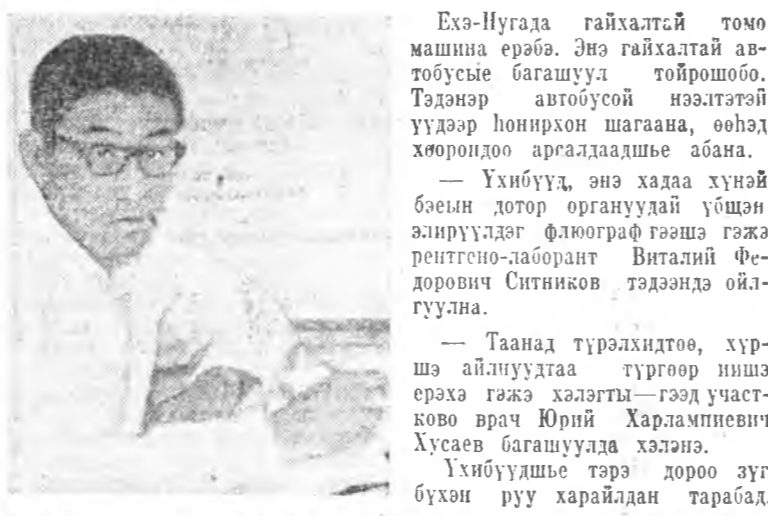 Ехэ-Нугада гайхалтай томо
машина ерэбэ. Энэ гайхалтай ав-
тобусые багашуул тойрошобо.
Тэдэнэр автобусой нээлтэтэй
үүдээр һонирхон шагаана, өөһэд
хоорондоо аргалдаадшье абана.
— Үхибүүд, энэ хадаа хүнэй
бэеын дотор органуудай үбщэн
элирүүлдэг флюограф гээшэ гэжэ
рентгено-лаборант Виталий Фе-
дорович Ситников тэдээндэ ойл-
гуулна.
— Таанад түрэлхидтөө, хүр-
шэ айлнуудтаа түргөөр иишэ
ерэхэ гэжэ хэлэгты—гээд участ-
ково врач Юрий Харлампиевич
Хусаев багашуулда хэлэнэ.
Үхибүүдшье тэрэ дороо зүг
бүхэн руу харайлдан тарабад.